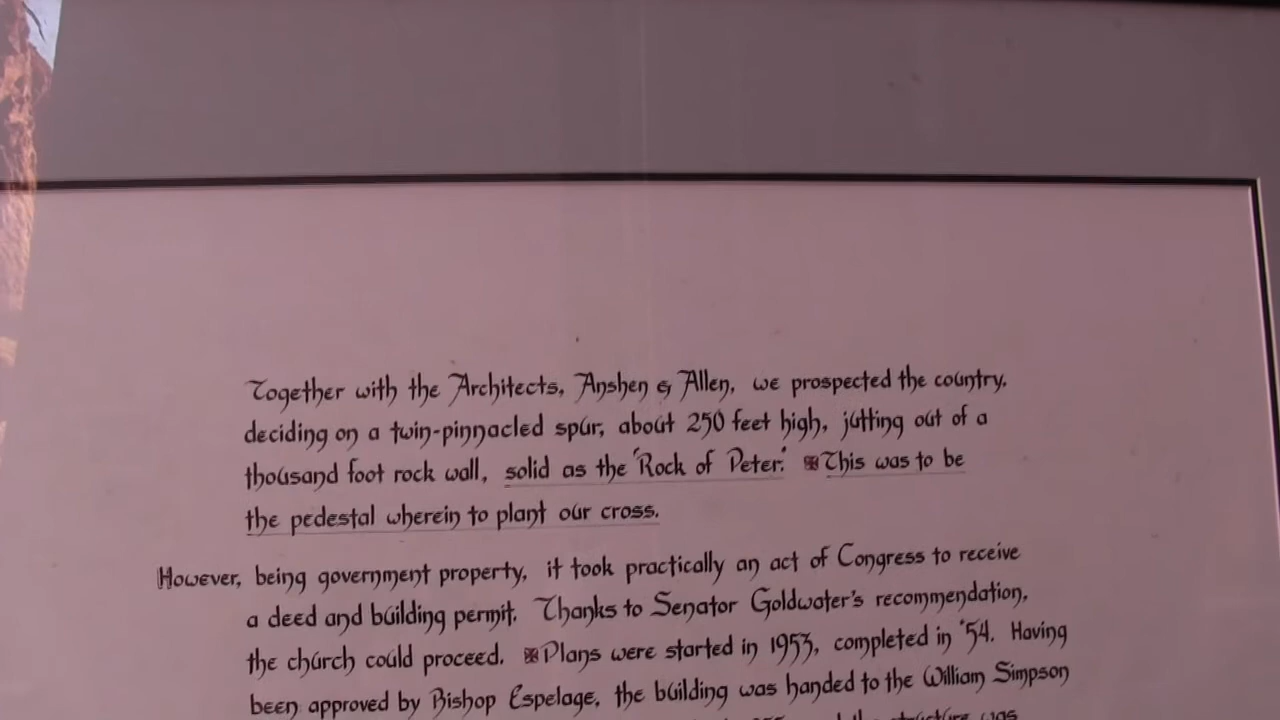 Together with the Architects, Anshen & Allen, we prospected the country,
deciding on a twin-pinnacled spur, about 250 feet high, jutting out of a
thousand foot rock wall, solid as the 'Rock of Peter.' This was to be
the pedestal wherein to plant our cross.
However, being government property, it took practically an act of Congress to receive
a deed and building permit. Thanks to Senator Goldwater's recommendation,
the church could proceed. Plans were started in 1953, completed in '54. Having
been approved by Bishop Espelage, the building was handed to the William Simpson
the structure was